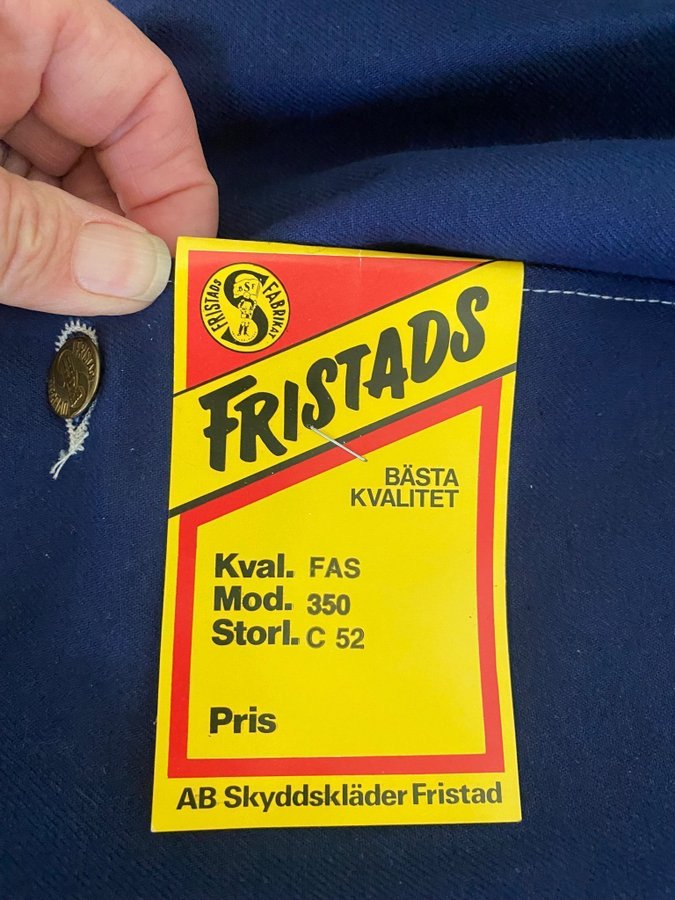 FRISTADS FABRIKAT
FRISTADS
BÄSTA
KVALITET
Kval. FAS
Mod. 350
Storl. C 52
Pris
AB Skyddskläder Fristad